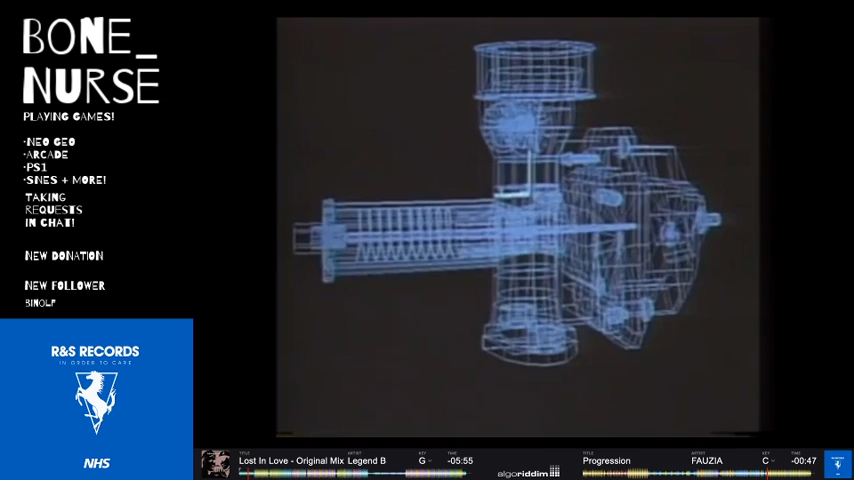 BONE_
NURSE
PLAYING GAMES!
·NEO GEO
·ARCADE
·PS1
·SNES + MORE!
TAKING
REQUESTS
IN CHAT!
NEW DONATION
NEW FOLLOWER
BINOLF
R&S RECORDS
IN ORDER TO CARE
NHS
TITLE ARTIST KEY TIME
Lost In Love - Original Mix Legend B G -05:55
algoriddim
TITLE ARTIST KEY TIME
Progression FAUZIA C -00:47